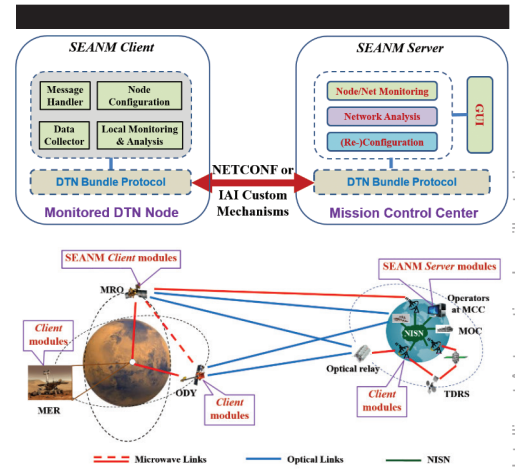 SEANM Client
SEANM Server
Message Handler
Node Configuration
Data Collector
Local Monitoring & Analysis
Node/Net Monitoring
Network Analysis
(Re-)Configuration
GUI
DTN Bundle Protocol
NETCONF or
IAI Custom
Mechanisms
DTN Bundle Protocol
Monitored DTN Node
Mission Control Center
SEANM Client modules
SEANM Server modules
MRO
Operators
at MCC
Client
modules
NISN
MOC
Optical relay
MER
ODY
Client
modules
Client
modules
TDRS
Microwave Links
Optical Links
NISN